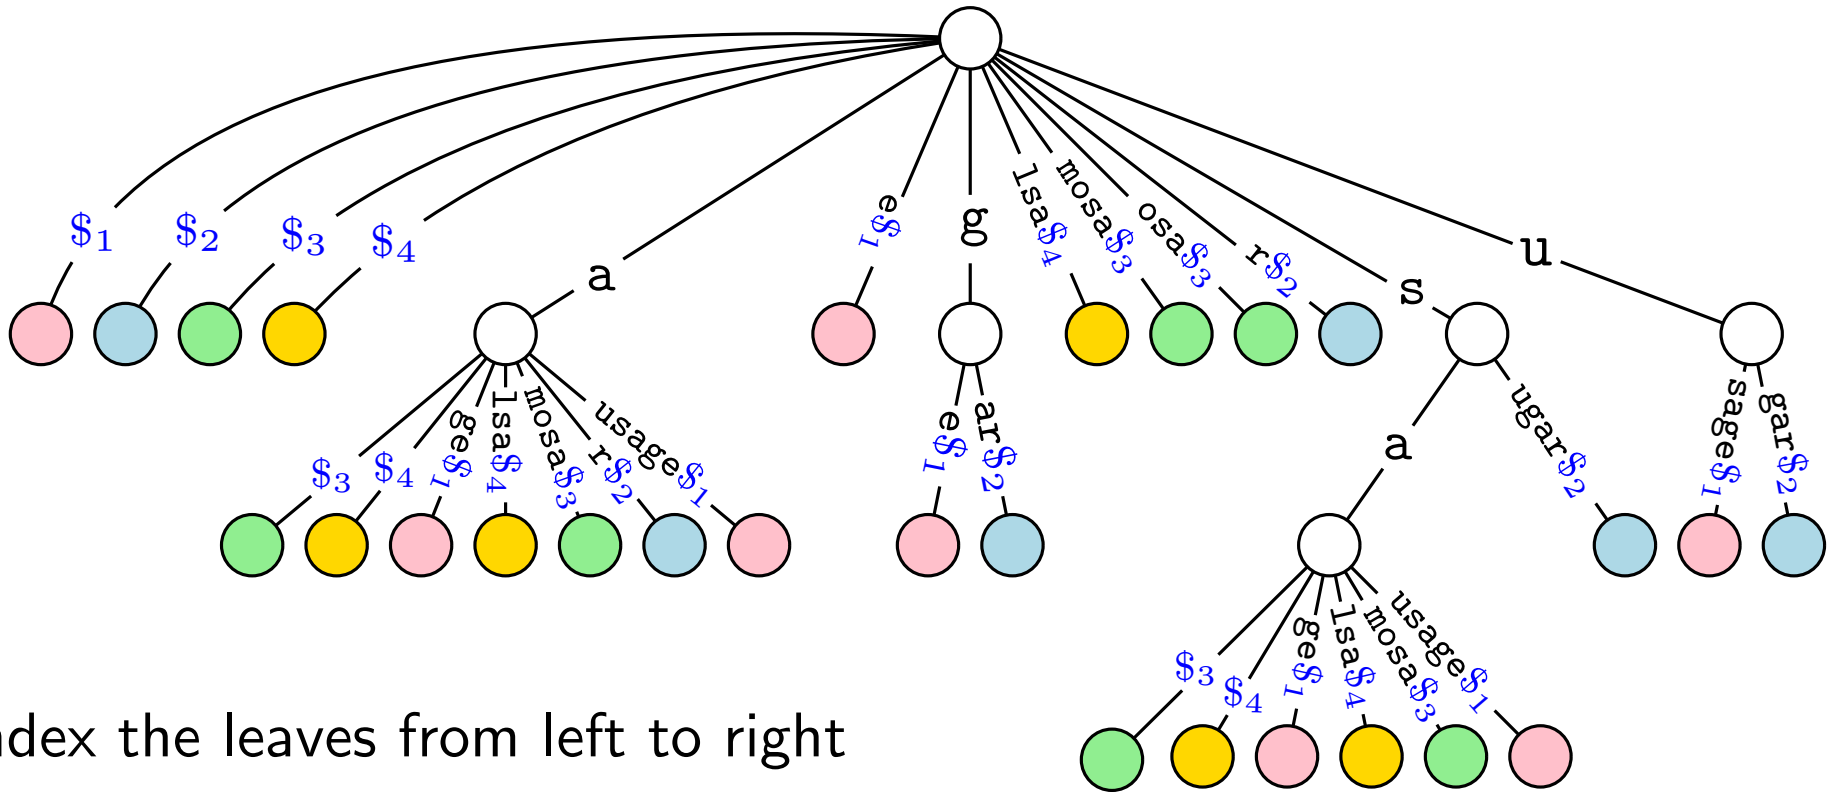 $1
$2
$3
$4
a
e$1
g
lsa$4
mosa$3
osa$3
r$2
s
u
$3
$4
ge$1
lsa$4
mosa$3
r$2
usage$1
e$1
ar$2
a
ugar$2
sage$1
gar$2
$3
$4
ge$1
lsa$4
mosa$3
usage$1
ndex the leaves from left to right